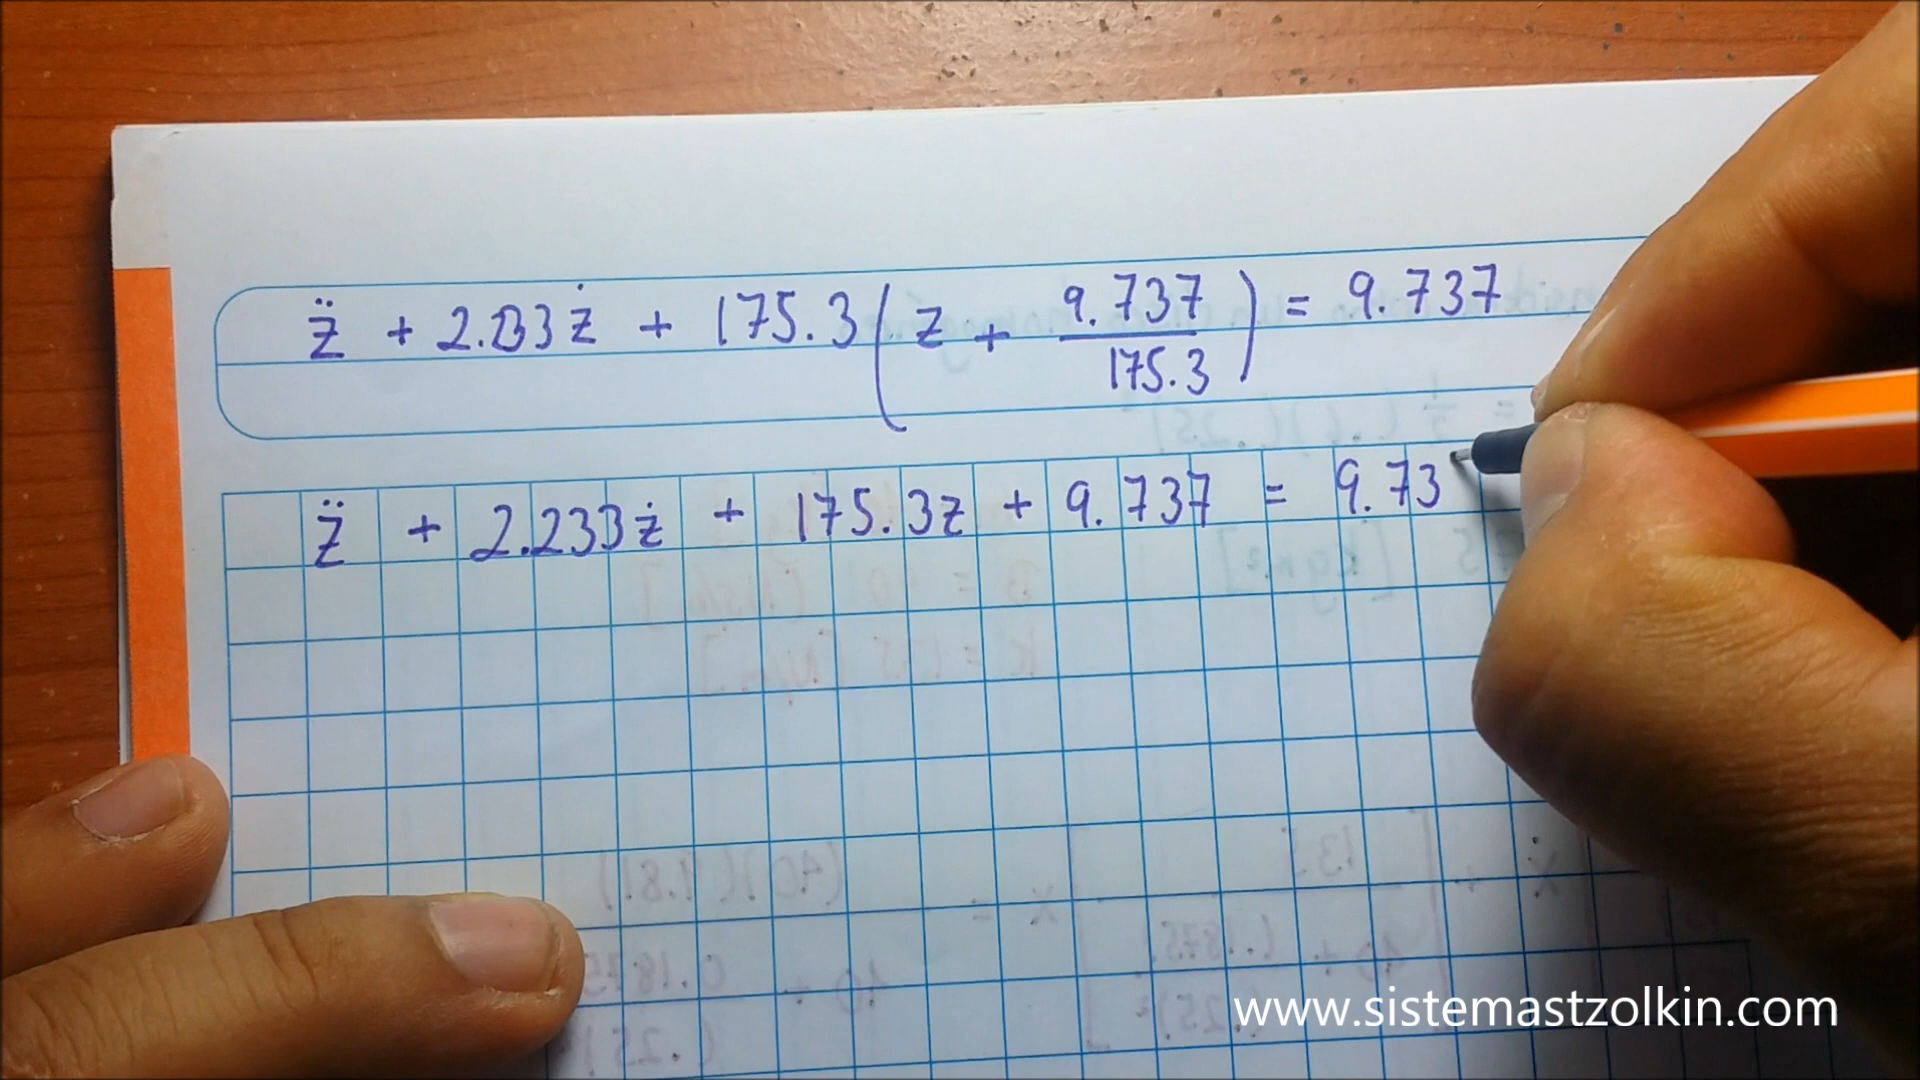 z̈ + 2.233ż + 175.3(z + 9.737/175.3) = 9.737
z̈ + 2.233ż + 175.3z + 9.737 = 9.73
www.sistemastzolkin.com